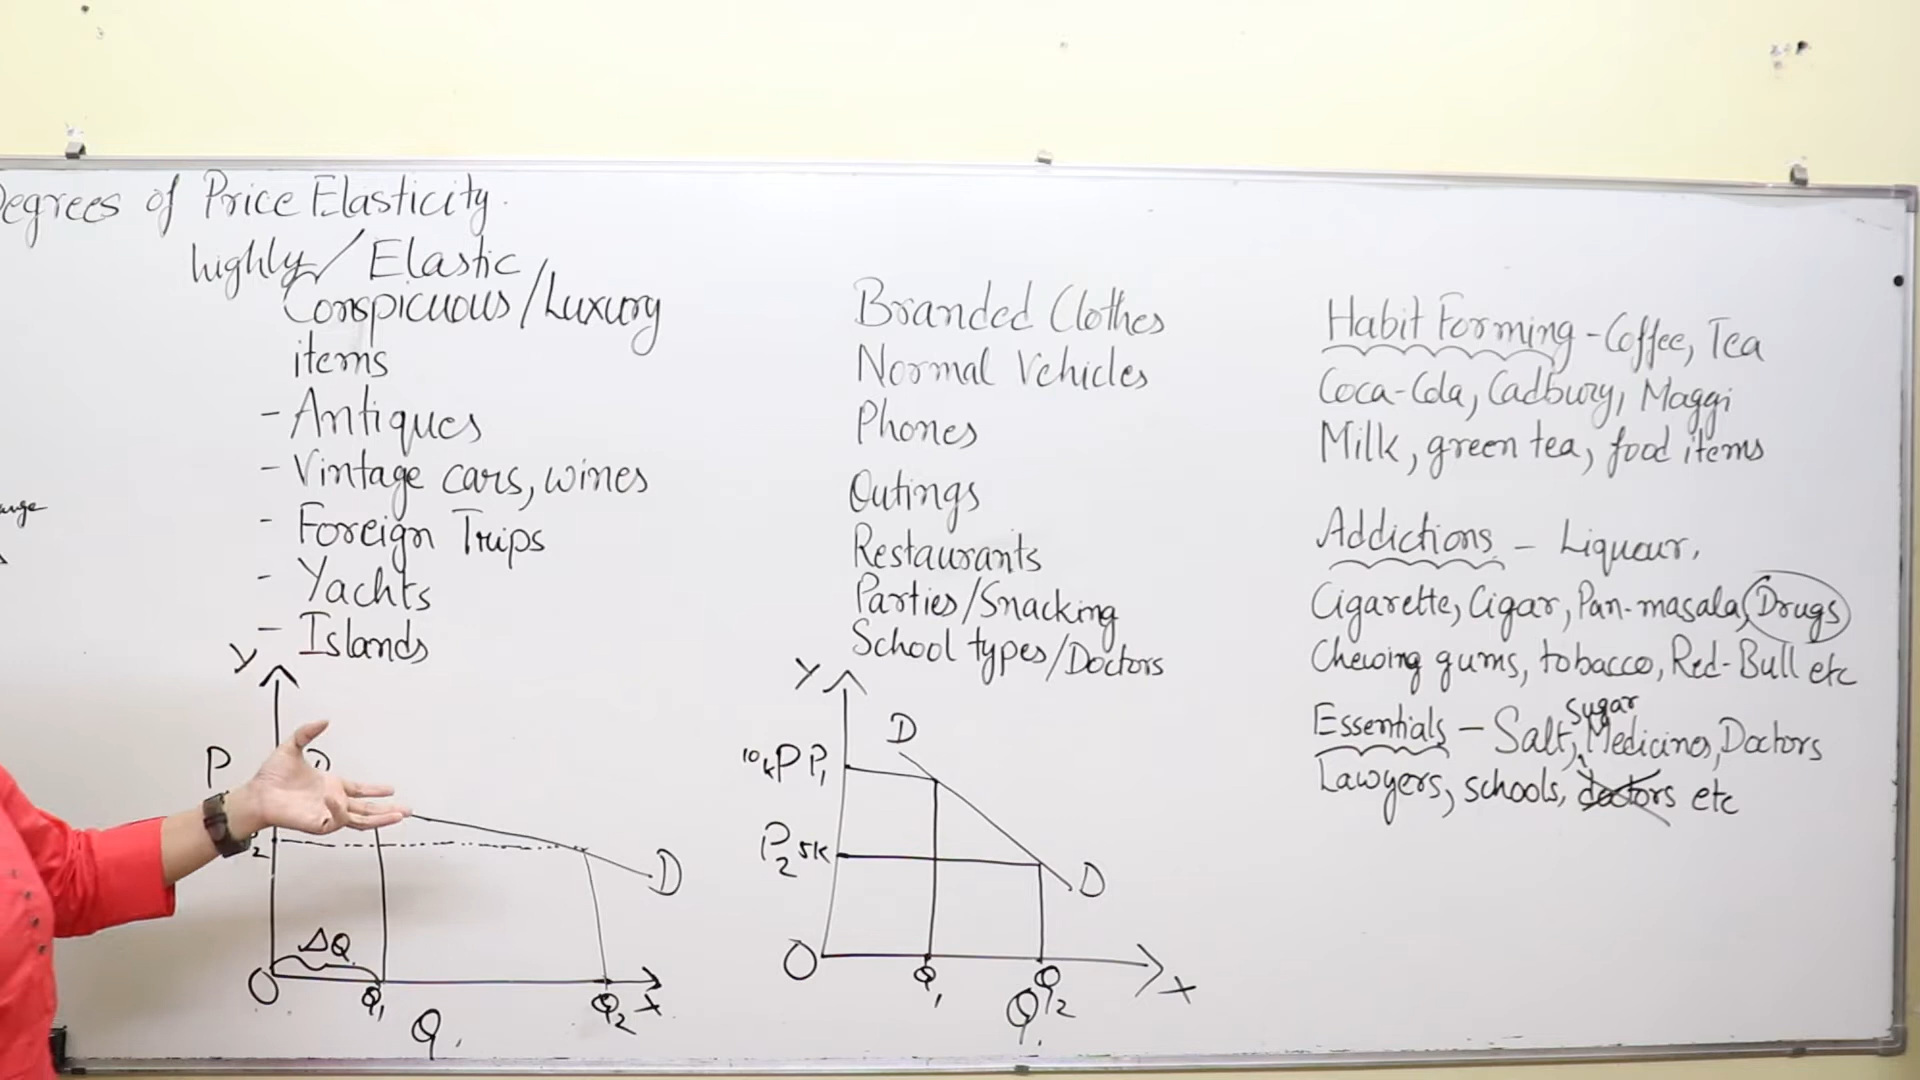 Degrees of Price Elasticity.
highly/Elastic
Conspicuous/Luxury
items
- Antiques
- Vintage cars, wines
- Foreign Trips
- Yachts
- Islands
Y
P
2
D
ΔQ
O
Q1
Q2
X
Q.
Branded Clothes
Normal Vehicles
Phones
Outings
Restaurants
Parties/Snacking
School types/Doctors
Y
D
10k P P1
P2 5K
D
O
Q1
Q2
X
Q.
Habit Forming - Coffee, Tea
Coca-Cola, Cadbury, Maggi
Milk, green tea, food items
Addictions - Liqueur,
Cigarette, Cigar, Pan-masala, Drugs
Chewing gums, tobacco, Red-Bull etc
sugar
Essentials - Salt, Medicines, Doctors
Lawyers, schools, doctors etc